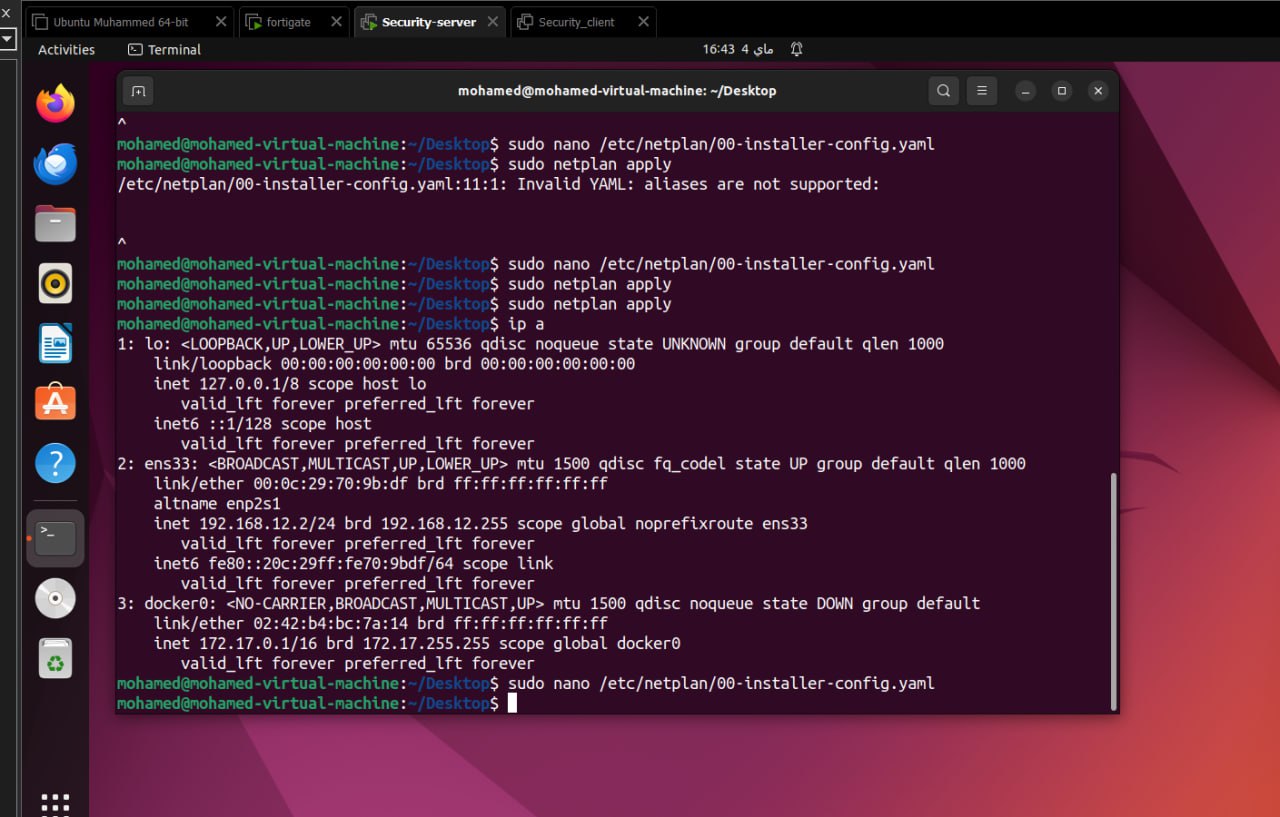 X
Ubuntu Muhammed 64-bit X fortigate X Security-server X Security_client X
Activities Terminal 16:43 4 ماي
mohamed@mohamed-virtual-machine: ~/Desktop
^
mohamed@mohamed-virtual-machine:~/Desktop$ sudo nano /etc/netplan/00-installer-config.yaml
mohamed@mohamed-virtual-machine:~/Desktop$ sudo netplan apply
/etc/netplan/00-installer-config.yaml:11:1: Invalid YAML: aliases are not supported:
^
mohamed@mohamed-virtual-machine:~/Desktop$ sudo nano /etc/netplan/00-installer-config.yaml
mohamed@mohamed-virtual-machine:~/Desktop$ sudo netplan apply
mohamed@mohamed-virtual-machine:~/Desktop$ sudo netplan apply
mohamed@mohamed-virtual-machine:~/Desktop$ ip a
1: lo: <LOOPBACK,UP,LOWER_UP> mtu 65536 qdisc noqueue state UNKNOWN group default qlen 1000
link/loopback 00:00:00:00:00:00 brd 00:00:00:00:00:00
inet 127.0.0.1/8 scope host lo
valid_lft forever preferred_lft forever
inet6 ::1/128 scope host
valid_lft forever preferred_lft forever
2: ens33: <BROADCAST,MULTICAST,UP,LOWER_UP> mtu 1500 qdisc fq_codel state UP group default qlen 1000
link/ether 00:0c:29:70:9b:df brd ff:ff:ff:ff:ff:ff
altname enp2s1
inet 192.168.12.2/24 brd 192.168.12.255 scope global noprefixroute ens33
valid_lft forever preferred_lft forever
inet6 fe80::20c:29ff:fe70:9bdf/64 scope link
valid_lft forever preferred_lft forever
3: docker0: <NO-CARRIER,BROADCAST,MULTICAST,UP> mtu 1500 qdisc noqueue state DOWN group default
link/ether 02:42:b4:bc:7a:14 brd ff:ff:ff:ff:ff:ff
inet 172.17.0.1/16 brd 172.17.255.255 scope global docker0
valid_lft forever preferred_lft forever
mohamed@mohamed-virtual-machine:~/Desktop$ sudo nano /etc/netplan/00-installer-config.yaml
mohamed@mohamed-virtual-machine:~/Desktop$